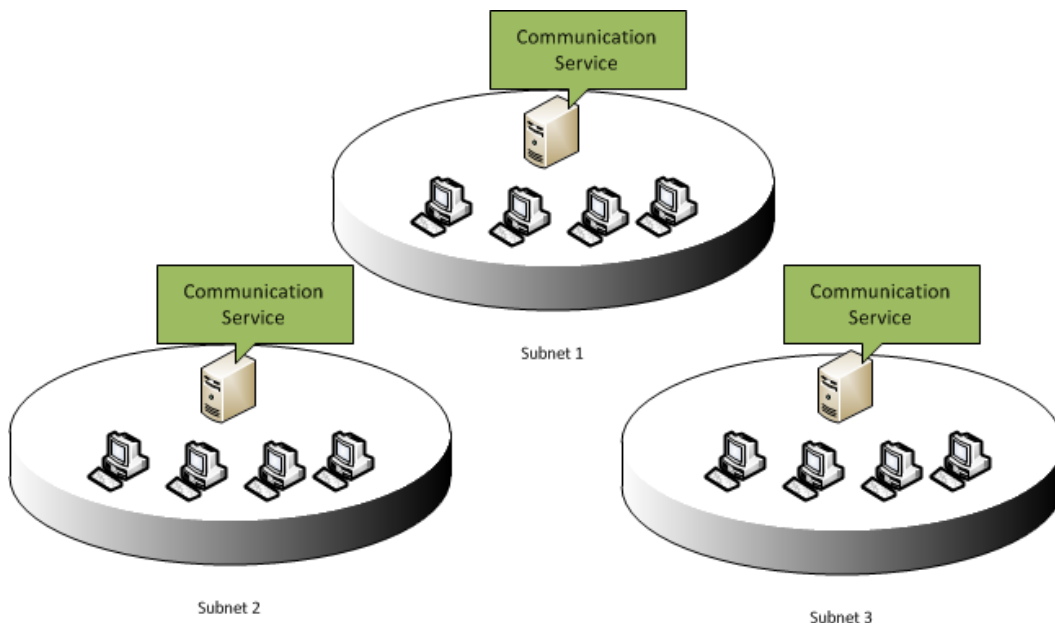 Communication
Service
Subnet 1
Communication
Service
Subnet 2
Communication
Service
Subnet 3